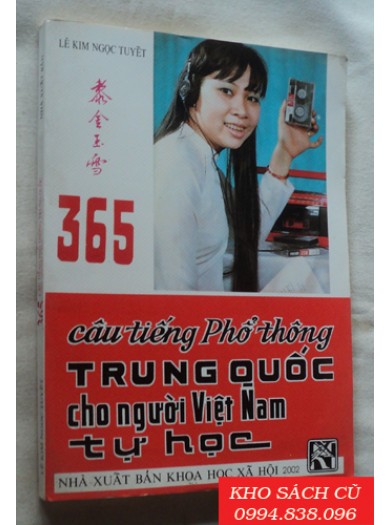 LÊ KIM NGỌC TUYẾT
黎金玉雪
365
câu tiếng Phổ thông
TRUNG QUỐC
cho người Việt Nam
tự học
NHÀ XUẤT BẢN KHOA HỌC XÃ HỘI 2002
KHO SÁCH CŨ
0994.838.096